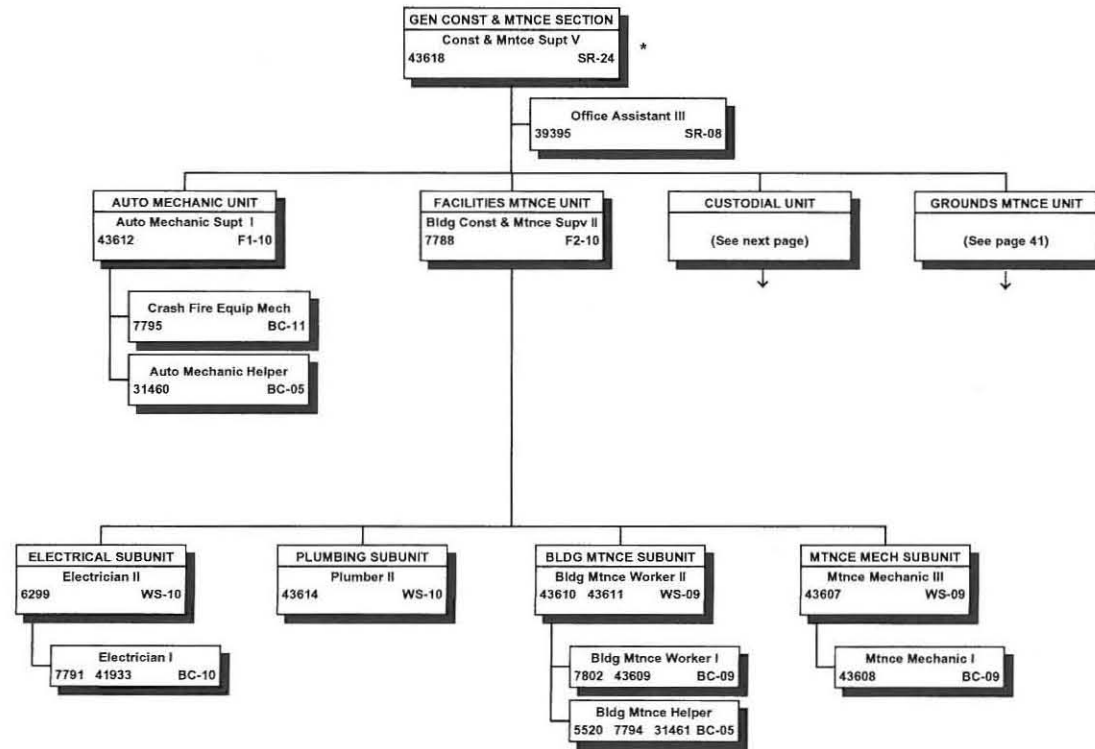 GEN CONST & MTNCE SECTION
Const & Mntce Supt V
43618 SR-24
*
Office Assistant III
39395 SR-08
AUTO MECHANIC UNIT
Auto Mechanic Supt I
43612 F1-10
Crash Fire Equip Mech
7795 BC-11
Auto Mechanic Helper
31460 BC-05
FACILITIES MTNCE UNIT
Bldg Const & Mtnce Supv II
7788 F2-10
CUSTODIAL UNIT
(See next page)
GROUNDS MTNCE UNIT
(See page 41)
ELECTRICAL SUBUNIT
Electrician II
6299 WS-10
Electrician I
7791 41933 BC-10
PLUMBING SUBUNIT
Plumber II
43614 WS-10
BLDG MTNCE SUBUNIT
Bldg Mtnce Worker II
43610 43611 WS-09
Bldg Mtnce Worker I
7802 43609 BC-09
Bldg Mtnce Helper
5520 7794 31461 BC-05
MTNCE MECH SUBUNIT
Mtnce Mechanic III
43607 WS-09
Mtnce Mechanic I
43608 BC-09